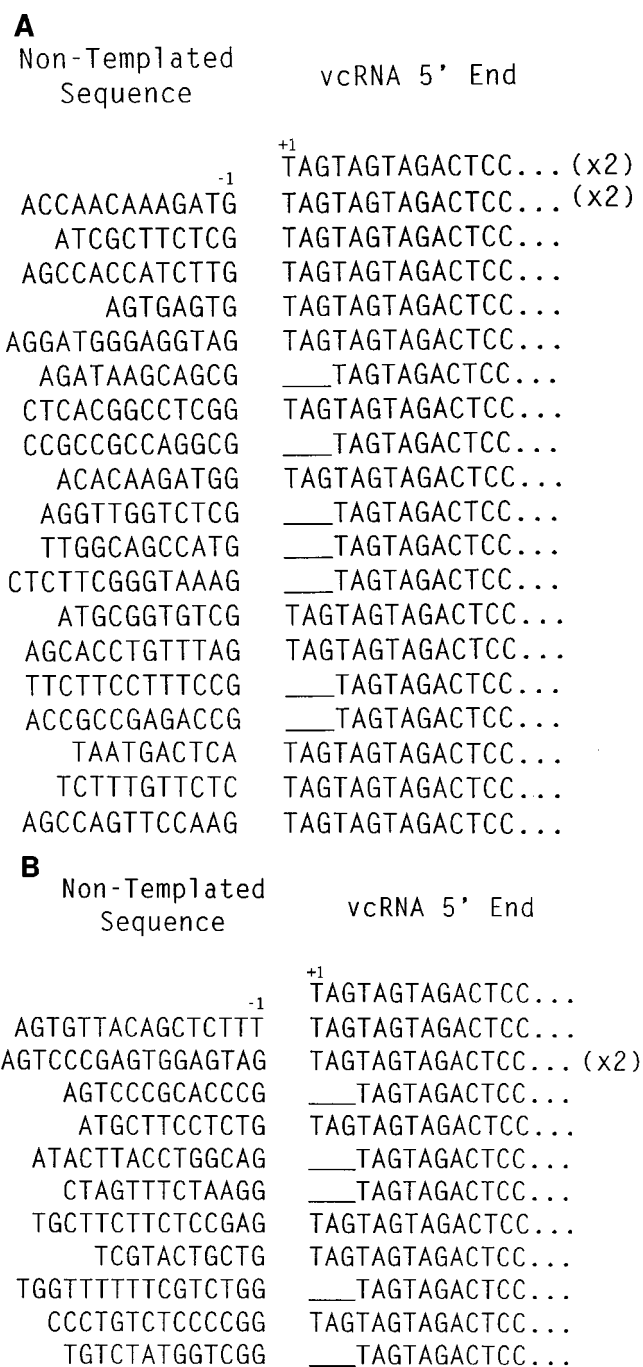 A
Non-Templated vcRNA 5' End
Sequence
+1
TAGTAGTAGACTCC... (x2)
-1
ACCAACAAAGATG TAGTAGTAGACTCC... (x2)
ATCGCTTCTCG TAGTAGTAGACTCC...
AGCCACCATCTTG TAGTAGTAGACTCC...
AGTGAGTG TAGTAGTAGACTCC...
AGGATGGGAGGTAG TAGTAGTAGACTCC...
AGATAAGCAGCG ___TAGTAGACTCC...
CTCACGGCCTCGG TAGTAGTAGACTCC...
CCGCCGCCAGGCG ___TAGTAGACTCC...
ACACAAGATGG TAGTAGTAGACTCC...
AGGTTGGTCTCG ___TAGTAGACTCC...
TTGGCAGCCATG ___TAGTAGACTCC...
CTCTTCGGGTAAAG ___TAGTAGACTCC...
ATGCGGTGTCG TAGTAGTAGACTCC...
AGCACCTGTTTAG TAGTAGTAGACTCC...
TTCTTCCTTTCCG ___TAGTAGACTCC...
ACCGCCGAGACCG ___TAGTAGACTCC...
TAATGACTCA TAGTAGTAGACTCC...
TCTTTGTTCTC TAGTAGTAGACTCC...
AGCCAGTTCCAAG TAGTAGTAGACTCC...
B
Non-Templated vcRNA 5' End
Sequence
+1
TAGTAGTAGACTCC...
-1
AGTGTTACAGCTCTTT TAGTAGTAGACTCC...
AGTCCCGAGTGGAGTAG TAGTAGTAGACTCC... (x2)
AGTCCCGCACCCG ___TAGTAGACTCC...
ATGCTTCCTCTG TAGTAGTAGACTCC...
ATACTTACCTGGCAG ___TAGTAGACTCC...
CTAGTTTCTAAGG ___TAGTAGACTCC...
TGCTTCTTCTCCGAG TAGTAGTAGACTCC...
TCGTACTGCTG TAGTAGTAGACTCC...
TGGTTTTTTCGTCTGG ___TAGTAGACTCC...
CCCTGTCTCCCCGG TAGTAGTAGACTCC...
TGTCTATGGTCGG ___TAGTAGACTCC...